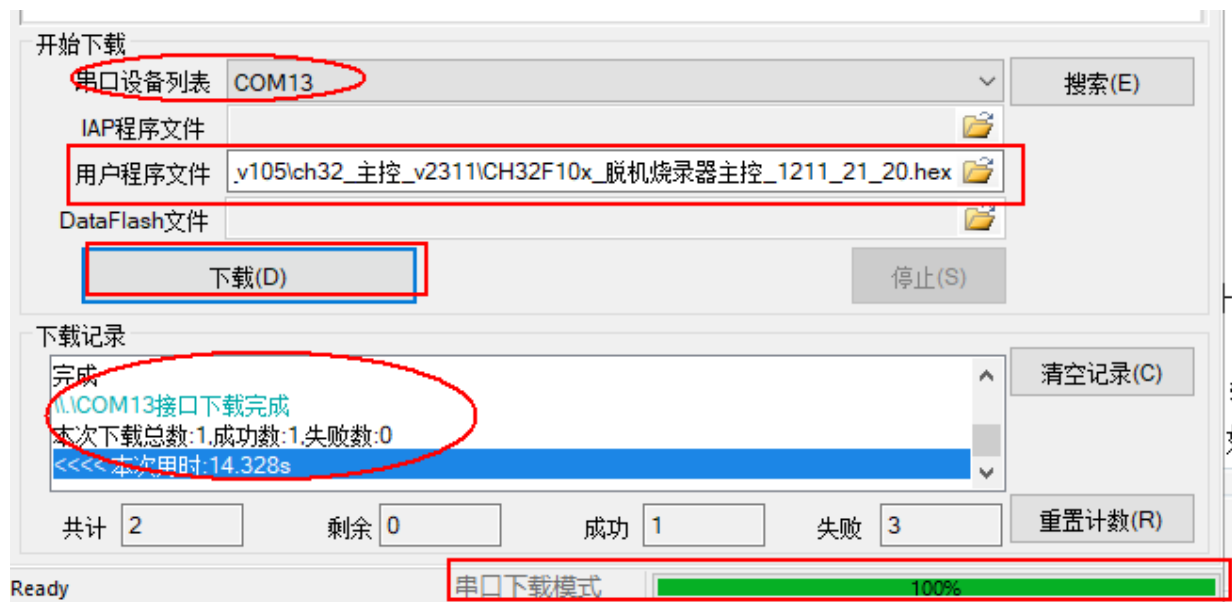 开始下载
串口设备列表 COM13 搜索(E)
IAP程序文件
用户程序文件 _v105\ch32_主控_v2311\CH32F10x_脱机烧录器主控_1211_21_20.hex
DataFlash文件
下载(D) 停止(S)
下载记录
完成 清空记录(C)
\\.\COM13接口下载完成
本次下载总数:1,成功数:1,失败数:0
<<<< 本次用时:14.328s
共计 2 剩余 0 成功 1 失败 3 重置计数(R)
Ready 串口下载模式 100%